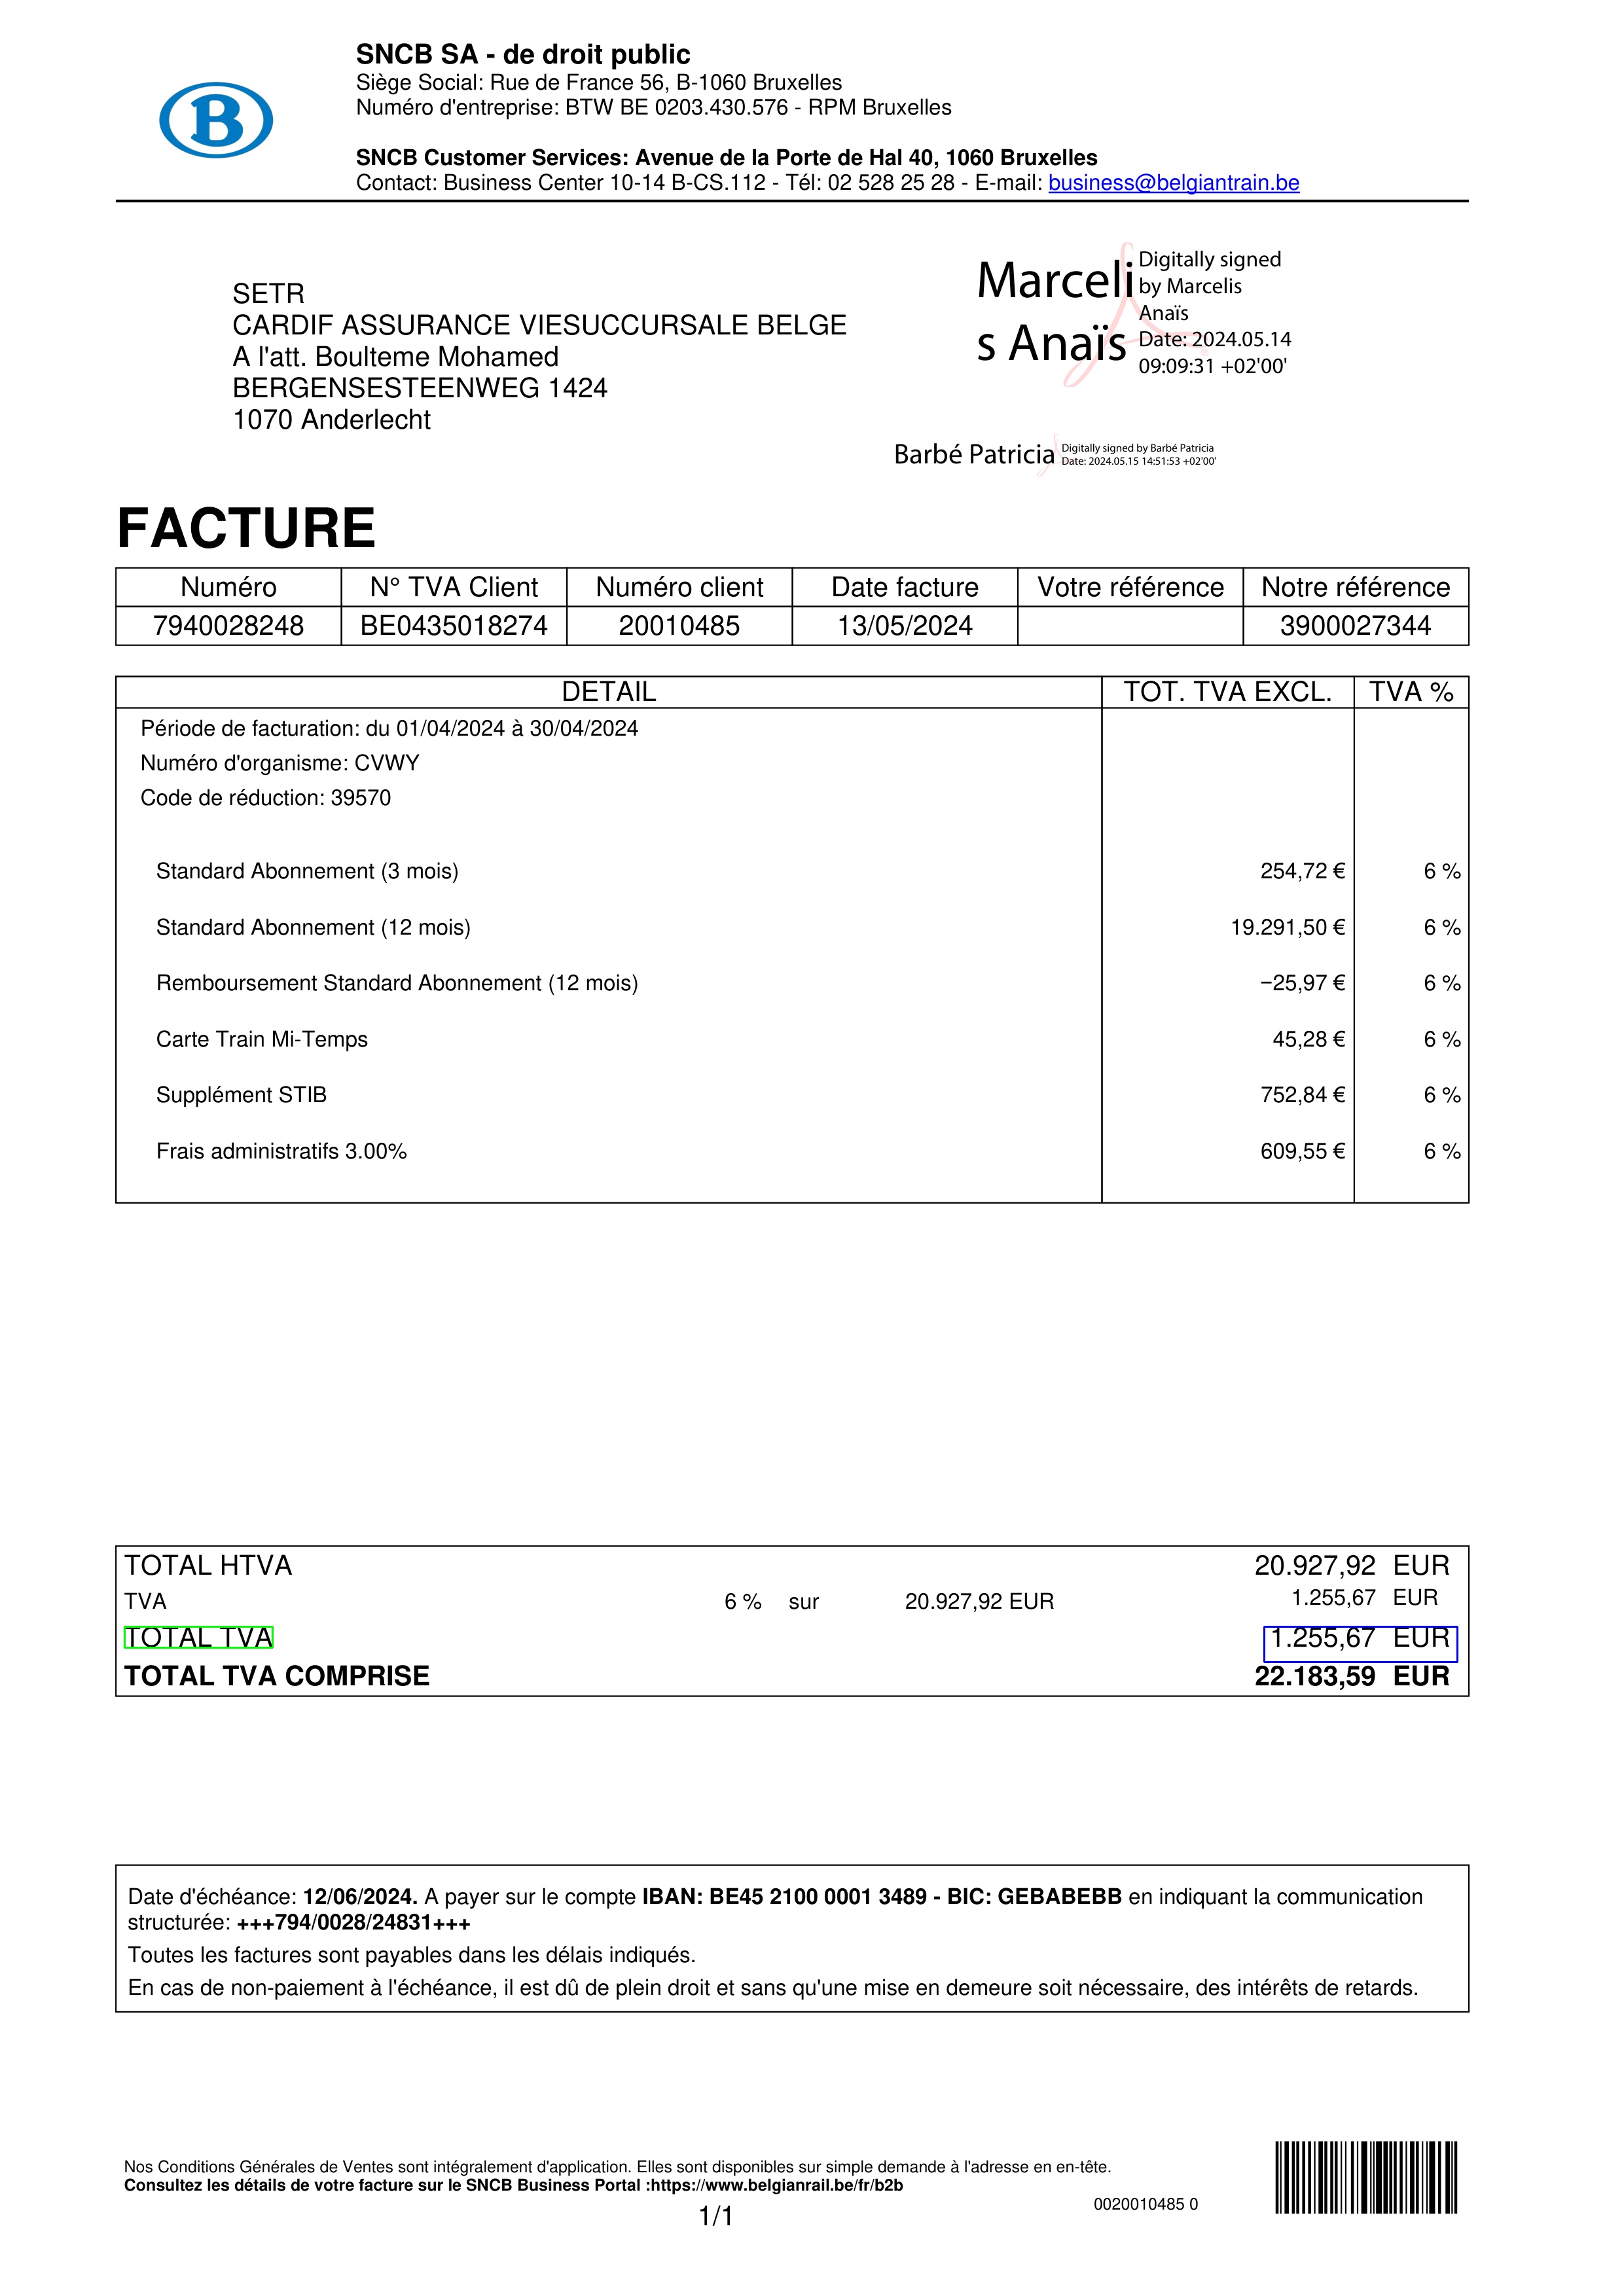 SNCB SA - de droit public
Siège Social: Rue de France 56, B-1060 Bruxelles
Numéro d'entreprise: BTW BE 0203.430.576 - RPM Bruxelles
B
SNCB Customer Services: Avenue de la Porte de Hal 40, 1060 Bruxelles
Contact: Business Center 10-14 B-CS.112 - Tél: 02 528 25 28 - E-mail: business@belgiantrain.be
SETR
CARDIF ASSURANCE VIESUCCURSALE BELGE
A l'att. Boulteme Mohamed
BERGENSESTEENWEG 1424
1070 Anderlecht
Marceli
s Anaïs
Digitally signed
by Marcelis
Anaïs
Date: 2024.05.14
09:09:31 +02'00'
Barbé Patricia
Digitally signed by Barbé Patricia
Date: 2024.05.15 14:51:53 +02'00'
FACTURE
Numéro N° TVA Client Numéro client Date facture Votre référence Notre référence
7940028248 BE0435018274 20010485 13/05/2024 3900027344
DETAIL TOT. TVA EXCL. TVA %
Période de facturation: du 01/04/2024 à 30/04/2024
Numéro d'organisme: CVWY
Code de réduction: 39570
Standard Abonnement (3 mois) 254,72 € 6 %
Standard Abonnement (12 mois) 19.291,50 € 6 %
Remboursement Standard Abonnement (12 mois) −25,97 € 6 %
Carte Train Mi-Temps 45,28 € 6 %
Supplément STIB 752,84 € 6 %
Frais administratifs 3.00% 609,55 € 6 %
TOTAL HTVA 20.927,92 EUR
TVA 6 % sur 20.927,92 EUR 1.255,67 EUR
TOTAL TVA 1.255,67 EUR
TOTAL TVA COMPRISE 22.183,59 EUR
Date d'échéance: 12/06/2024. A payer sur le compte IBAN: BE45 2100 0001 3489 - BIC: GEBABEBB en indiquant la communication
structurée: +++794/0028/24831+++
Toutes les factures sont payables dans les délais indiqués.
En cas de non-paiement à l'échéance, il est dû de plein droit et sans qu'une mise en demeure soit nécessaire, des intérêts de retards.
Nos Conditions Générales de Ventes sont intégralement d'application. Elles sont disponibles sur simple demande à l'adresse en en-tête.
Consultez les détails de votre facture sur le SNCB Business Portal :https://www.belgianrail.be/fr/b2b
0020010485 0
1/1